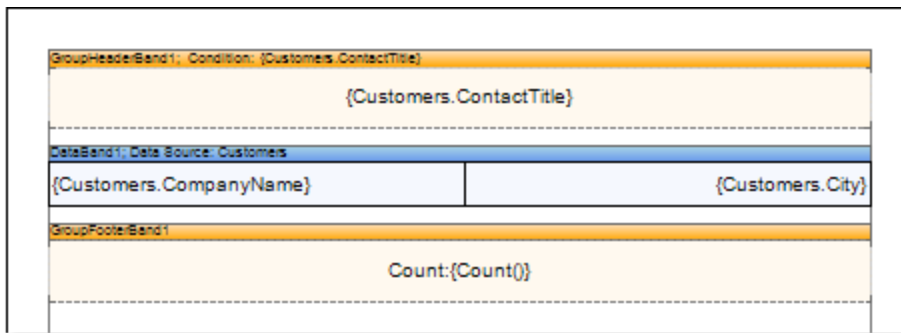 GroupHeaderBand1; Condition: {Customers.ContactTitle}
{Customers.ContactTitle}
DataBand1; Data Source: Customers
{Customers.CompanyName} {Customers.City}
GroupFooterBand1
Count:{Count()}